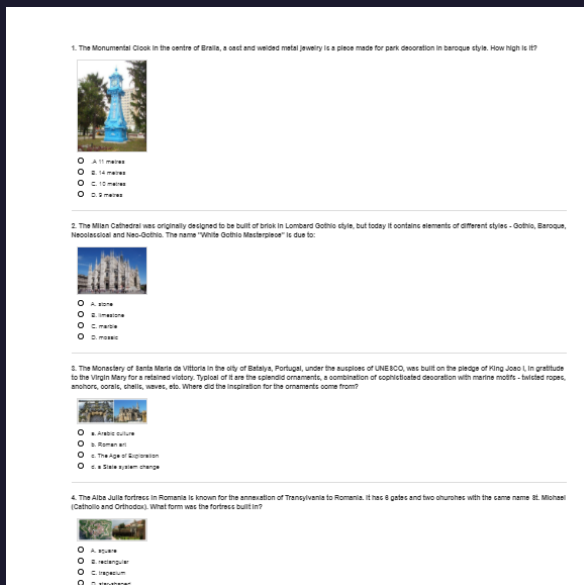 1. The Monumental Clook in the centre of Braila, a cast and welded metal jewelry is a piece made for park decoration in baroque style. How high is it?
A 11 metres
B. 14 metres
C. 10 metres
D. 9 metres
2. The Milan Cathedral was originally designed to be built of brick in Lombard Gothic style, but today it contains elements of different styles - Gothic, Baroque,
Neoclassical and Neo-Gothic. The name "White Gothic Masterpiece" is due to:
A. stone
B. limestone
C. marble
D. mosaic
3. The Monastery of Santa Maria da Vittoria in the city of Batalya, Portugal, under the auspices of UNESCO, was built on the pledge of King Joao I, in gratitude
to the Virgin Mary for a retained victory. Typical of it are the splendid ornaments, a combination of sophisticated decoration with marine motifs - twisted ropes,
anchors, corals, shells, waves, etc. Where did the inspiration for the ornaments come from?
a. Arabic culture
b. Roman art
c. The Age of Exploration
d. a State system change
4. The Alba Julia fortress in Romania is known for the annexation of Transylvania to Romania. It has 6 gates and two churches with the same name St. Michael
(Catholic and Orthodox). What form was the fortress built in?
A. square
B. rectangular
C. trapezium
D. star-shaped